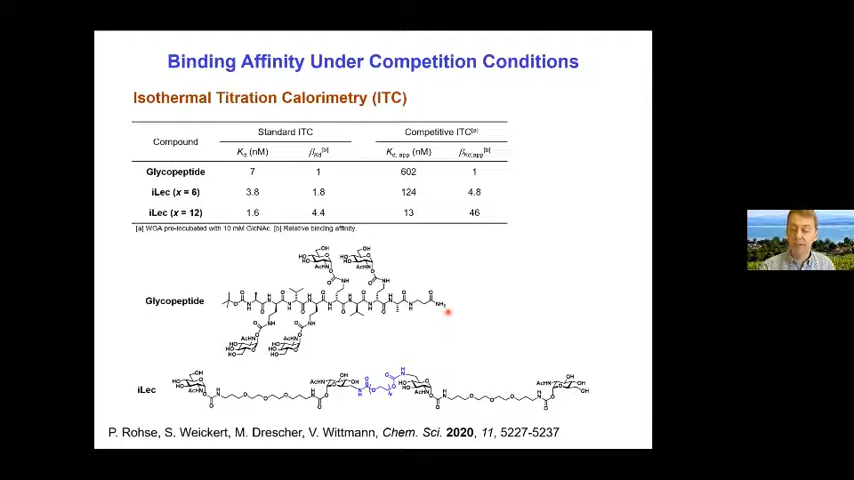 Binding Affinity Under Competition Conditions
Isothermal Titration Calorimetry (ITC)
Compound Standard ITC Competitive ITC[a]
Kd (nM) βKd[b] Kd, app (nM) βKd,app[b]
Glycopeptide 7 1 602 1
iLec (x = 6) 3.8 1.8 124 4.8
iLec (x = 12) 1.6 4.4 13 46
[a] WGA pre-incubated with 10 mM GlcNAc. [b] Relative binding affinity.
Glycopeptide
iLec
P. Rohse, S. Weickert, M. Drescher, V. Wittmann, Chem. Sci. 2020, 11, 5227-5237